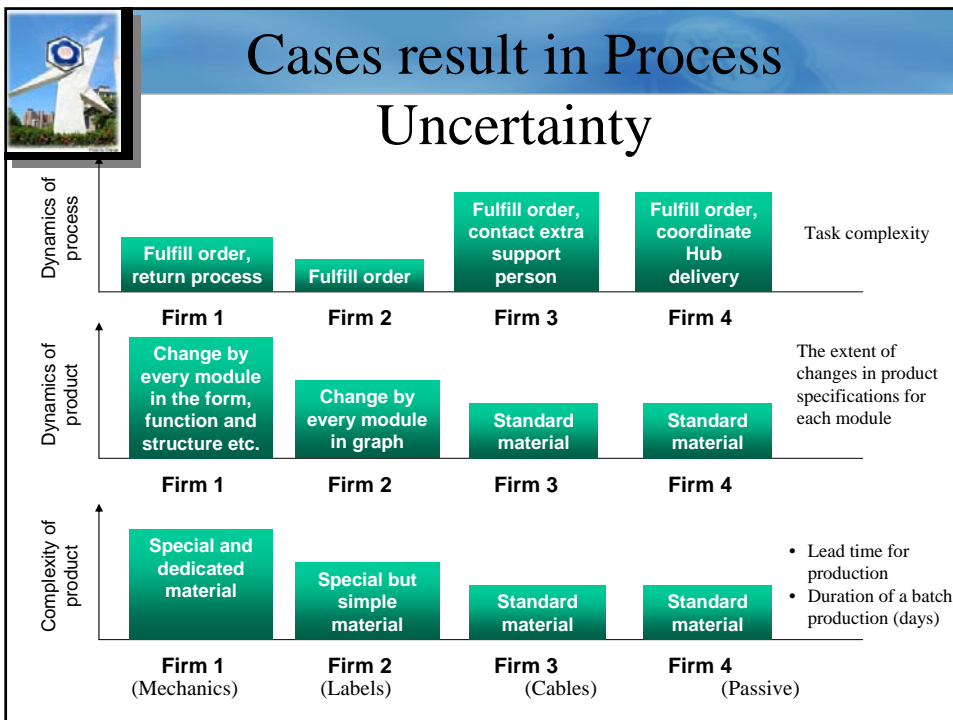 Cases result in Process
Uncertainty
Dynamics of
process
Fulfill order,
return process
Fulfill order
Fulfill order,
contact extra
support
person
Fulfill order,
coordinate
Hub
delivery
Task complexity
Firm 1
Firm 2
Firm 3
Firm 4
Dynamics of
product
Change by
every module
in the form,
function and
structure etc.
Change by
every module
in graph
Standard
material
Standard
material
The extent of
changes in product
specifications for
each module
Firm 1
Firm 2
Firm 3
Firm 4
Complexity of
product
Special and
dedicated
material
Special but
simple
material
Standard
material
Standard
material
• Lead time for
production
• Duration of a batch
production (days)
Firm 1
Firm 2
Firm 3
Firm 4
(Mechanics)
(Labels)
(Cables)
(Passive)